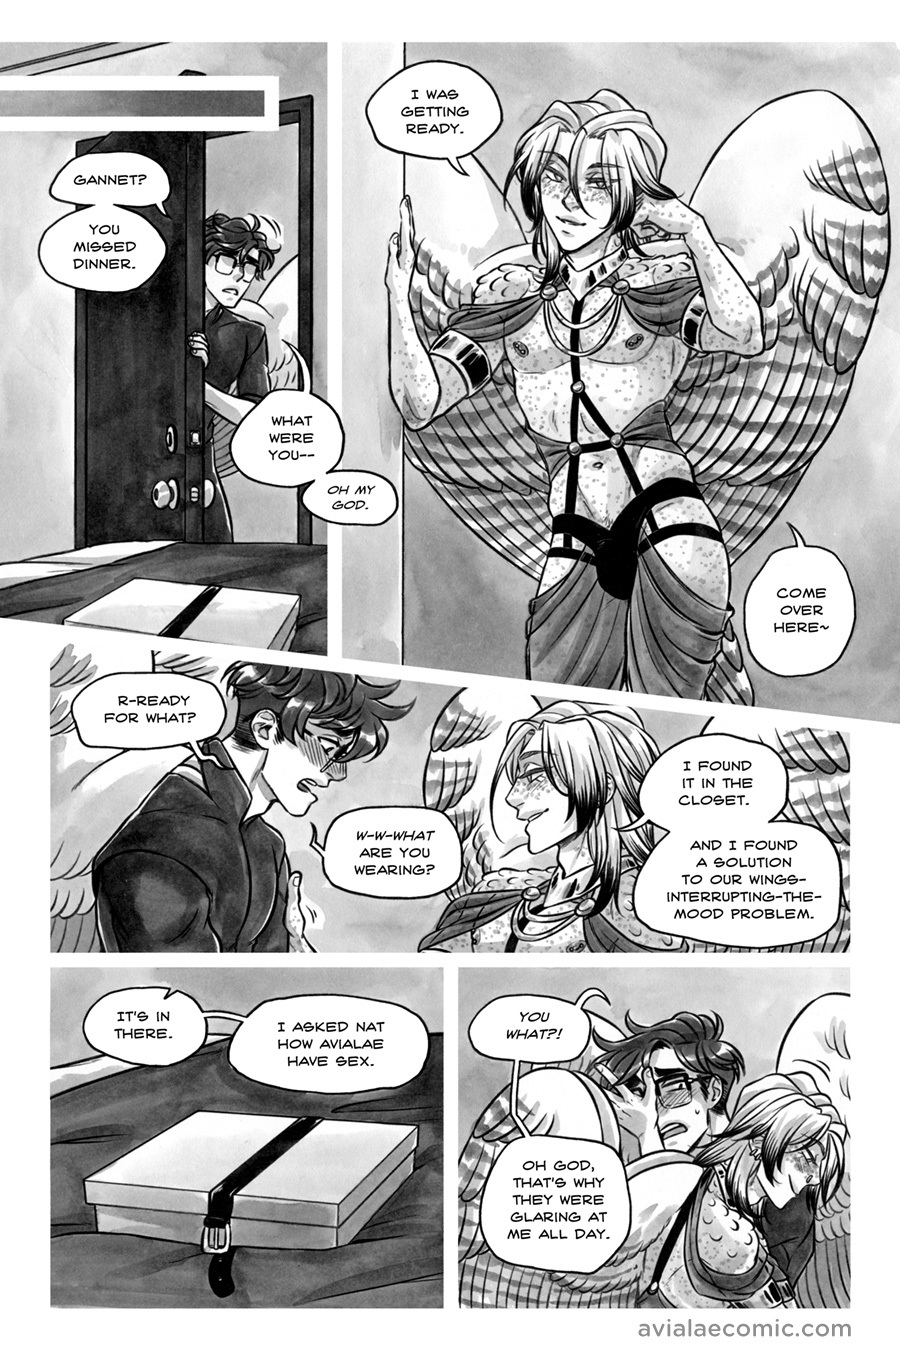 GANNET?
YOU
MISSED
DINNER.
WHAT
WERE
YOU--
OH MY
GOD.
I WAS
GETTING
READY.
COME
OVER
HERE~
R-READY
FOR WHAT?
W-W-WHAT
ARE YOU
WEARING?
I FOUND
IT IN THE
CLOSET.
AND I FOUND
A SOLUTION
TO OUR WINGS-
INTERRUPTING-THE-
MOOD PROBLEM.
IT'S IN
THERE.
I ASKED NAT
HOW AVIALAE
HAVE SEX.
YOU
WHAT?!
OH GOD,
THAT'S WHY
THEY WERE
GLARING AT
ME ALL DAY.
avialaecomic.com